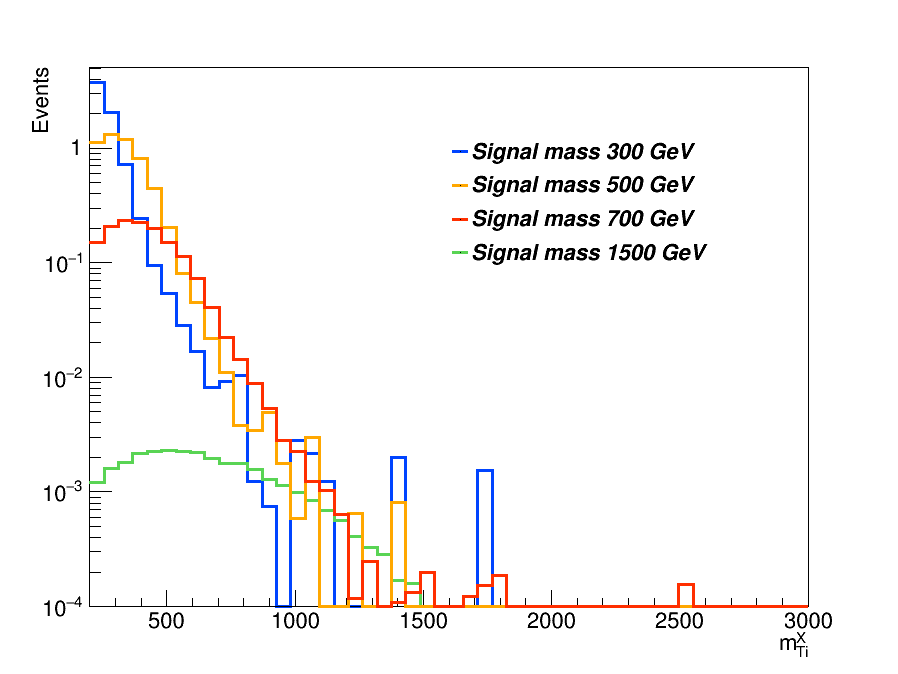 Events
1
10⁻¹
10⁻²
10⁻³
10⁻⁴
Signal mass 300 GeV
Signal mass 500 GeV
Signal mass 700 GeV
Signal mass 1500 GeV
500 1000 1500 2000 2500 3000
m^X_Ti